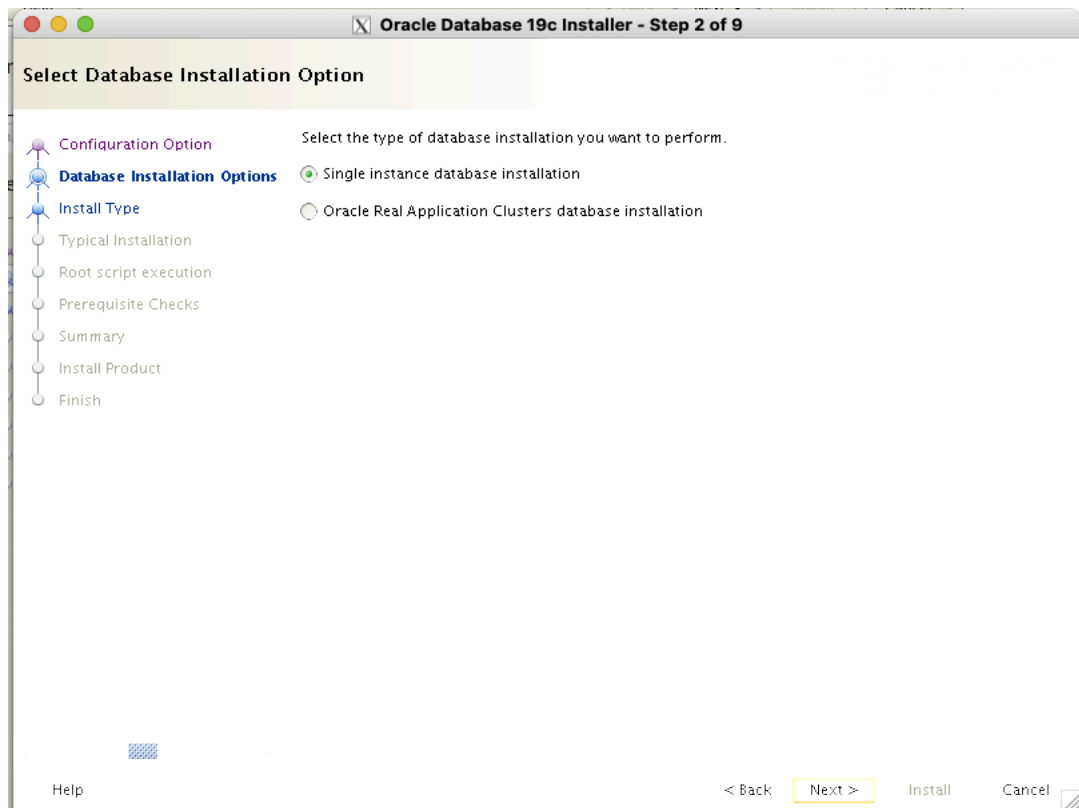 Oracle Database 19c Installer - Step 2 of 9
Select Database Installation Option
Configuration Option
Database Installation Options
Install Type
Typical Installation
Root script execution
Prerequisite Checks
Summary
Install Product
Finish
Select the type of database installation you want to perform.
Single instance database installation
Oracle Real Application Clusters database installation
Help
< Back
Next >
Install
Cancel